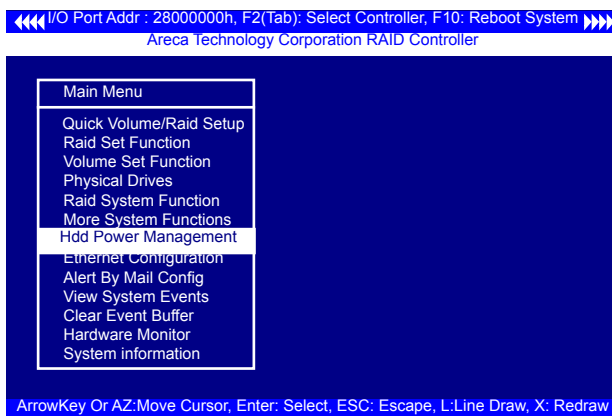 I/O Port Addr : 28000000h, F2(Tab): Select Controller, F10: Reboot System
Areca Technology Corporation RAID Controller
Main Menu
Quick Volume/Raid Setup
Raid Set Function
Volume Set Function
Physical Drives
Raid System Function
More System Functions
Hdd Power Management
Ethernet Configuration
Alert By Mail Config
View System Events
Clear Event Buffer
Hardware Monitor
System information
ArrowKey Or AZ:Move Cursor, Enter: Select, ESC: Escape, L:Line Draw, X: Redraw